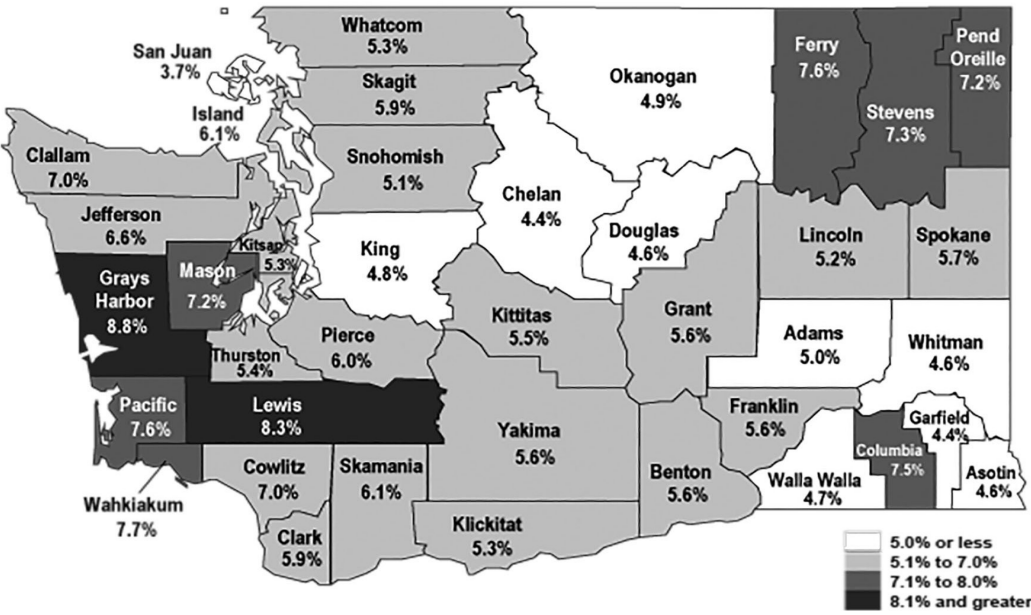 Whatcom
5.3%
San Juan
3.7%
Skagit
5.9%
Island
6.1%
Okanogan
4.9%
Ferry
7.6%
Stevens
7.3%
Pend
Oreille
7.2%
Clallam
7.0%
Snohomish
5.1%
Chelan
4.4%
Jefferson
6.6%
Kitsap
5.3%
King
4.8%
Douglas
4.6%
Lincoln
5.2%
Spokane
5.7%
Grays
Harbor
8.8%
Mason
7.2%
Kittitas
5.5%
Grant
5.6%
Adams
5.0%
Whitman
4.6%
Thurston
5.4%
Pierce
6.0%
Pacific
7.6%
Lewis
8.3%
Yakima
5.6%
Franklin
5.6%
Garfield
4.4%
Columbia
7.5%
Asotin
4.6%
Walla Walla
4.7%
Benton
5.6%
Wahkiakum
7.7%
Cowlitz
7.0%
Skamania
6.1%
Clark
5.9%
Klickitat
5.3%
5.0% or less
5.1% to 7.0%
7.1% to 8.0%
8.1% and greater